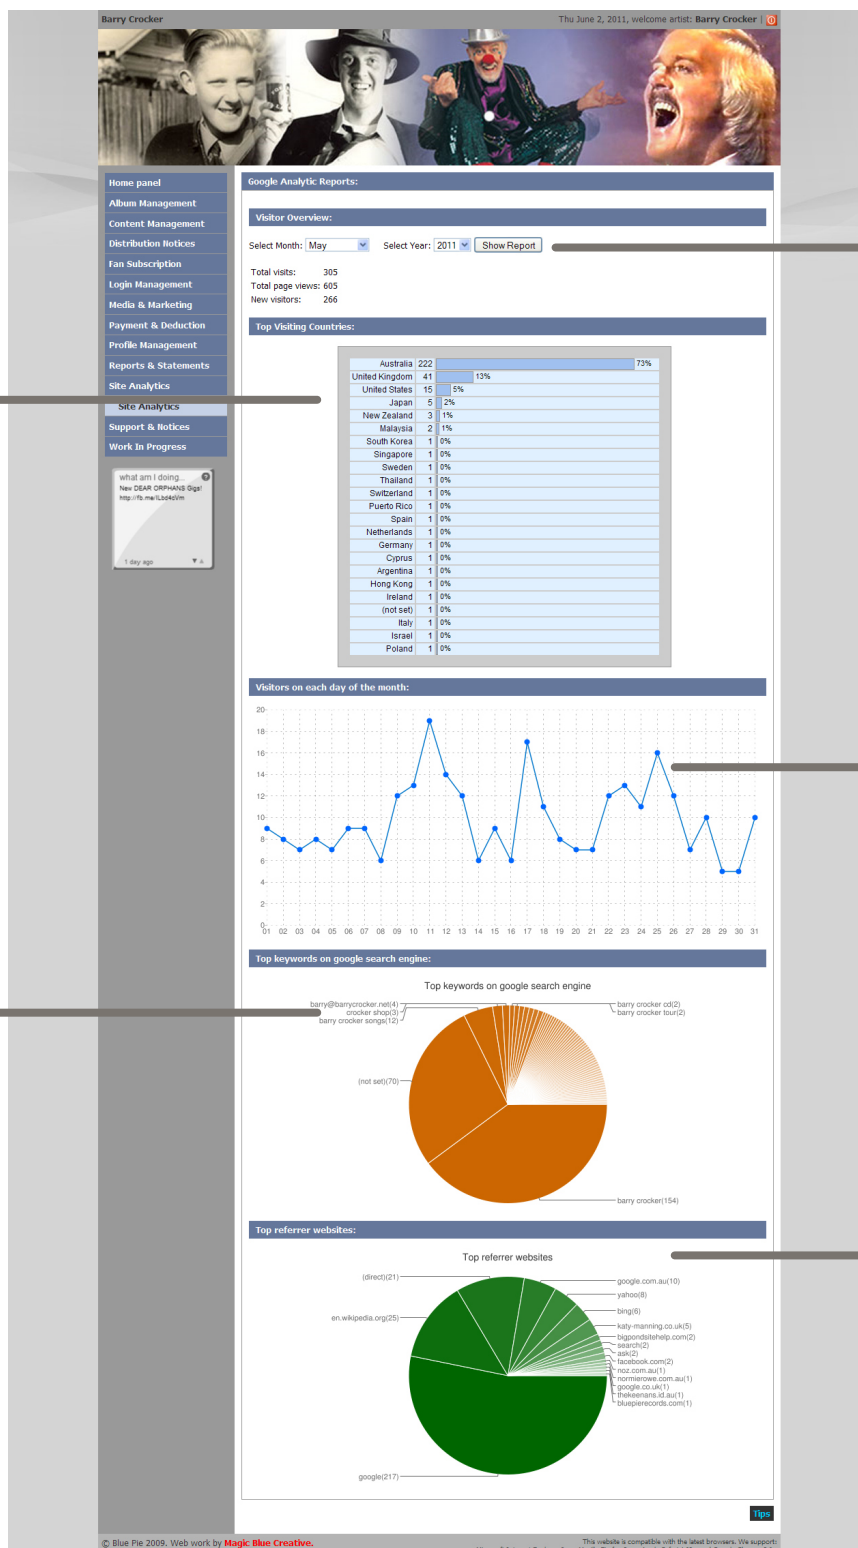 Barry Crocker
Thu June 2, 2011, welcome artist: Barry Crocker |
Home panel
Album Management
Content Management
Distribution Notices
Fan Subscription
Login Management
Media & Marketing
Payment & Deduction
Profile Management
Reports & Statements
Site Analytics
Site Analytics
Support & Notices
Work In Progress
what am I doing... ?
New DEAR ORPHANS Gigs!
1 day ago
Google Analytic Reports:
Visitor Overview:
Select Month: May Select Year: 2011 Show Report
Total visits: 305
Total page views: 605
New visitors: 266
Top Visiting Countries:
Australia 222 73%
United Kingdom 41 13%
United States 15 5%
Japan 5 2%
New Zealand 3 1%
Malaysia 2 1%
South Korea 1 0%
Singapore 1 0%
Sweden 1 0%
Thailand 1 0%
Switzerland 1 0%
Puerto Rico 1 0%
Spain 1 0%
Netherlands 1 0%
Germany 1 0%
Cyprus 1 0%
Argentina 1 0%
Hong Kong 1 0%
Ireland 1 0%
(not set) 1 0%
Italy 1 0%
Israel 1 0%
Poland 1 0%
Visitors on each day of the month:
20
18
16
14
12
10
8
6
4
2
0
01 02 03 04 05 06 07 08 09 10 11 12 13 14 15 16 17 18 19 20 21 22 23 24 25 26 27 28 29 30 31
Top keywords on google search engine:
Top keywords on google search engine
barry@barrycrocker.net(4)
crocker shop(3)
barry crocker songs(12)
(not set)(70)
barry crocker cd(2)
barry crocker tour(2)
barry crocker(154)
Top referrer websites:
Top referrer websites
(direct)(21)
en.wikipedia.org(25)
google(217)
google.com.au(10)
yahoo(8)
bing(6)
katy-manning.co.uk(5)
bigpondsitehelp.com(2)
search(2)
ask(2)
facebook.com(2)
noz.com.au(1)
normierowe.com.au(1)
google.co.uk(1)
thekeenans.id.au(1)
bluepierecords.com(1)
Tips
© Blue Pie 2009. Web work by Magic Blue Creative.
This website is compatible with the latest browsers. We support: